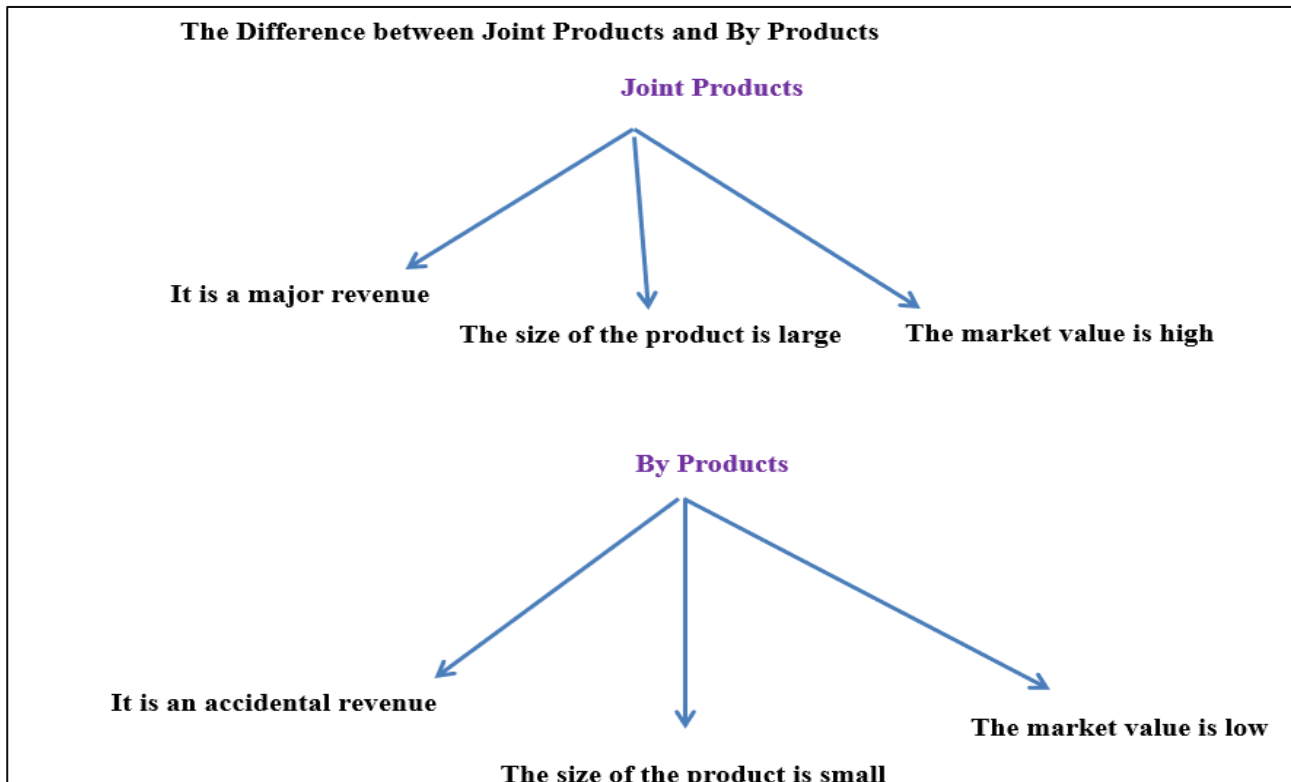 The Difference between Joint Products and By Products
Joint Products
It is a major revenue
The size of the product is large
The market value is high
By Products
It is an accidental revenue
The market value is low
The size of the product is small